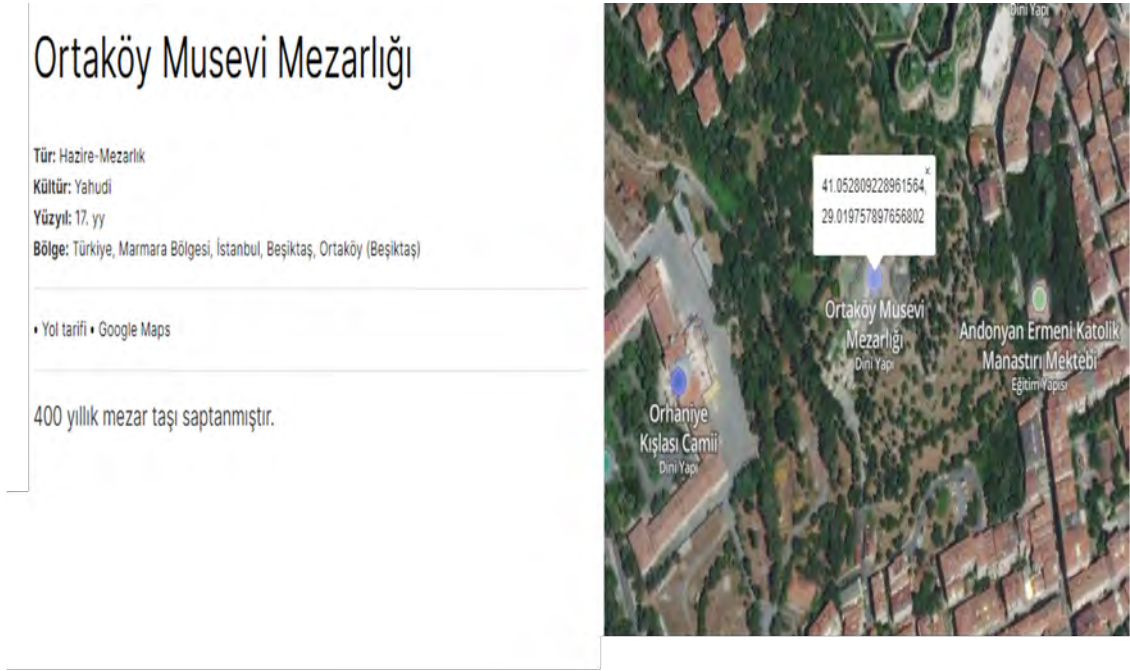 Ortaköy Musevi Mezarlığı
Tür: Hazire-Mezarlık
Kültür: Yahudi
Yüzyıl: 17. yy
Bölge: Türkiye, Marmara Bölgesi, İstanbul, Beşiktaş, Ortaköy (Beşiktaş)
• Yol tarifi • Google Maps
400 yıllık mezar taşı saptanmıştır.
Dini Yapı
x
41.052809228961564,
29.019757897656802
Ortaköy Musevi
Mezarlığı
Dini Yapı
Andonyan Ermeni Katolik
Manastırı Mektebi
Eğitim Yapısı
Orhaniye
Kışlası Camii
Dini Yapı